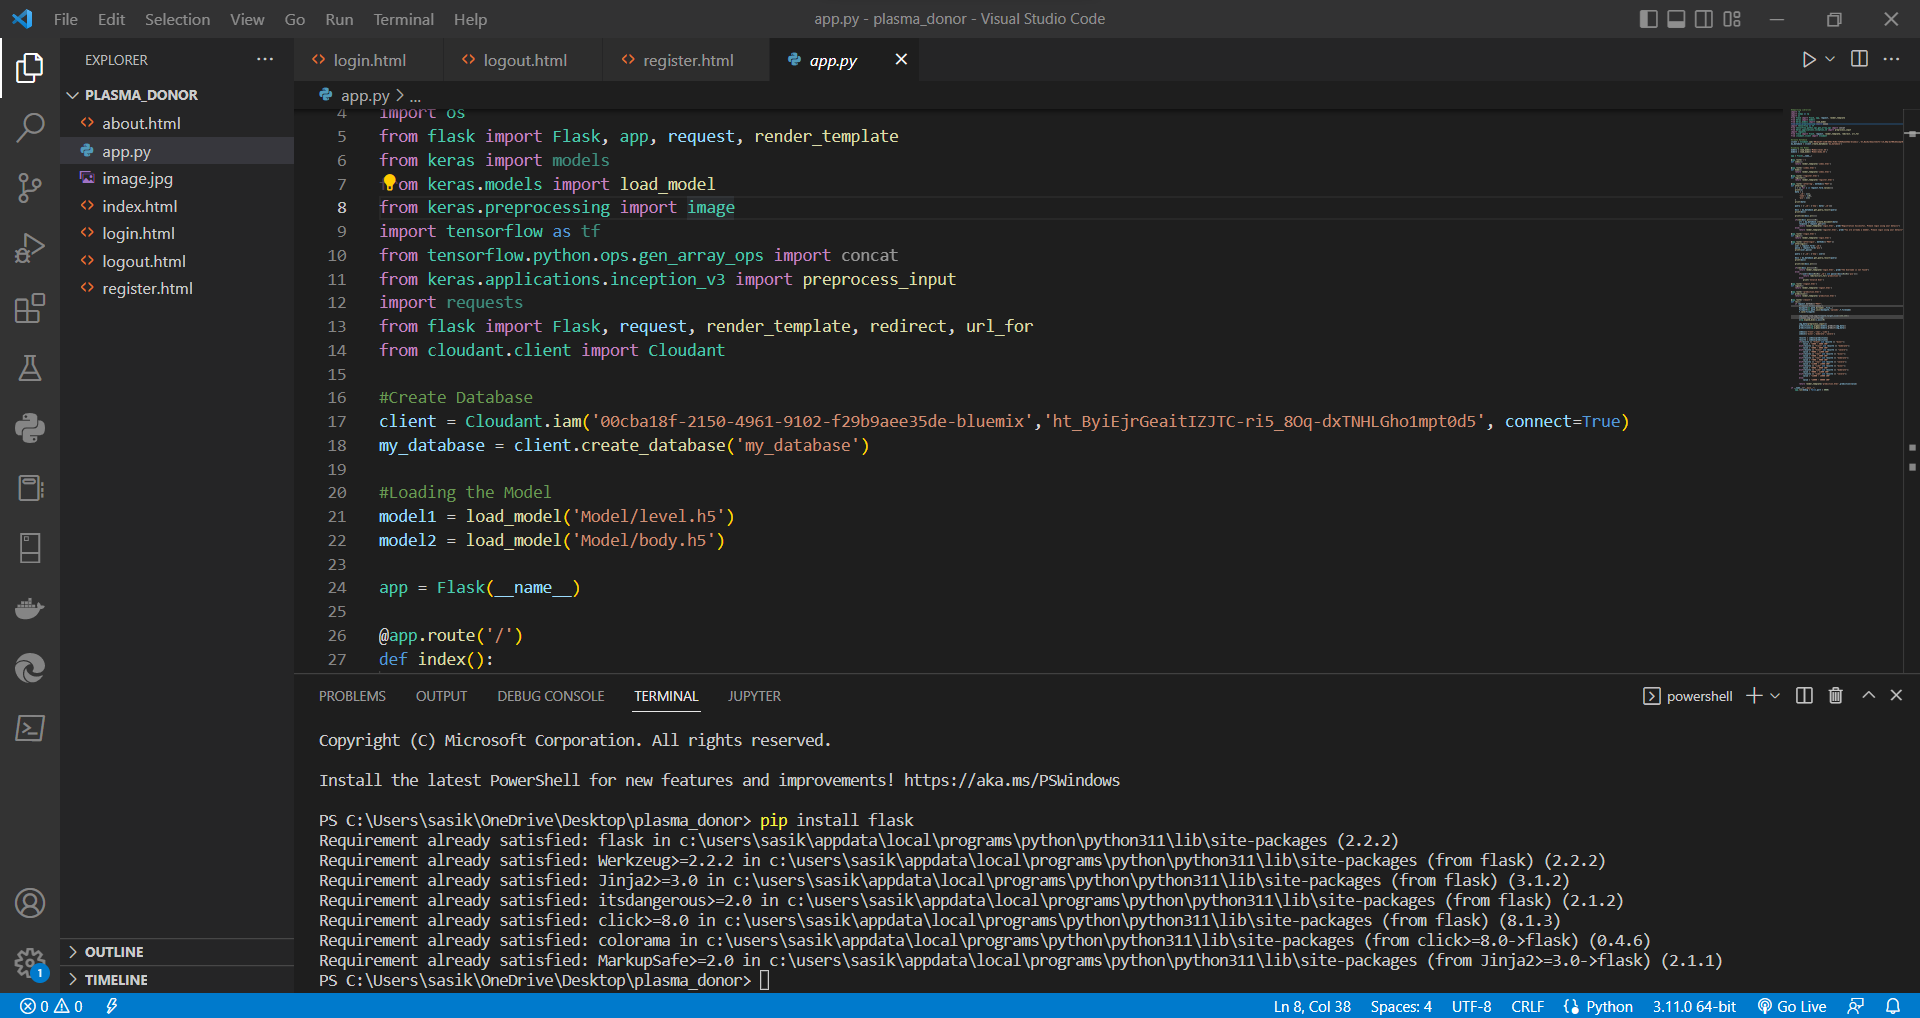 File Edit Selection View Go Run Terminal Help
app.py - plasma_donor - Visual Studio Code
EXPLORER
PLASMA_DONOR
about.html
app.py
image.jpg
index.html
login.html
logout.html
register.html
OUTLINE
TIMELINE
login.html logout.html register.html app.py
app.py > ...
4 import os
5 from flask import Flask, app, request, render_template
6 from keras import models
7 om keras.models import load_model
8 from keras.preprocessing import image
9 import tensorflow as tf
10 from tensorflow.python.ops.gen_array_ops import concat
11 from keras.applications.inception_v3 import preprocess_input
12 import requests
13 from flask import Flask, request, render_template, redirect, url_for
14 from cloudant.client import Cloudant
15
16 #Create Database
17 client = Cloudant.iam('00cba18f-2150-4961-9102-f29b9aee35de-bluemix','ht_ByiEjrGeaitIZJTC-ri5_8Oq-dxTNHLGho1mpt0d5', connect=True)
18 my_database = client.create_database('my_database')
19
20 #Loading the Model
21 model1 = load_model('Model/level.h5')
22 model2 = load_model('Model/body.h5')
23
24 app = Flask(__name__)
25
26 @app.route('/')
27 def index():
PROBLEMS OUTPUT DEBUG CONSOLE TERMINAL JUPYTER
powershell
Copyright (C) Microsoft Corporation. All rights reserved.
Install the latest PowerShell for new features and improvements! https://aka.ms/PSWindows
PS C:\Users\sasik\OneDrive\Desktop\plasma_donor> pip install flask
Requirement already satisfied: flask in c:\users\sasik\appdata\local\programs\python\python311\lib\site-packages (2.2.2)
Requirement already satisfied: Werkzeug>=2.2.2 in c:\users\sasik\appdata\local\programs\python\python311\lib\site-packages (from flask) (2.2.2)
Requirement already satisfied: Jinja2>=3.0 in c:\users\sasik\appdata\local\programs\python\python311\lib\site-packages (from flask) (3.1.2)
Requirement already satisfied: itsdangerous>=2.0 in c:\users\sasik\appdata\local\programs\python\python311\lib\site-packages (from flask) (2.1.2)
Requirement already satisfied: click>=8.0 in c:\users\sasik\appdata\local\programs\python\python311\lib\site-packages (from flask) (8.1.3)
Requirement already satisfied: colorama in c:\users\sasik\appdata\local\programs\python\python311\lib\site-packages (from click>=8.0->flask) (0.4.6)
Requirement already satisfied: MarkupSafe>=2.0 in c:\users\sasik\appdata\local\programs\python\python311\lib\site-packages (from Jinja2>=3.0->flask) (2.1.1)
PS C:\Users\sasik\OneDrive\Desktop\plasma_donor>
1
0 0
Ln 8, Col 38 Spaces: 4 UTF-8 CRLF Python 3.11.0 64-bit Go Live